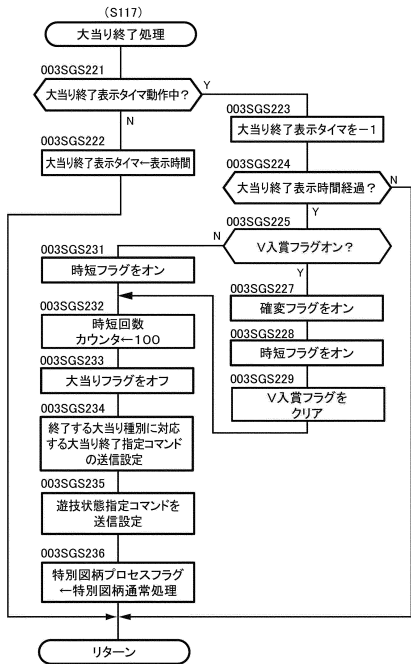 (S117)
大当り終了処理
003SGS221
大当り終了表示タイマ動作中？
Y
N
003SGS222
大当り終了表示タイマ←表示時間
003SGS223
大当り終了表示タイマを－1
003SGS224
大当り終了表示時間経過？
N
Y
003SGS225
V入賞フラグオン？
N
Y
003SGS227
確変フラグをオン
003SGS228
時短フラグをオン
003SGS229
V入賞フラグを
クリア
003SGS231
時短フラグをオン
003SGS232
時短回数
カウンタ←100
003SGS233
大当りフラグをオフ
003SGS234
終了する大当り種別に対応
する大当り終了指定コマンド
の送信設定
003SGS235
遊技状態指定コマンドを
送信設定
003SGS236
特別図柄プロセスフラグ
←特別図柄通常処理
リターン